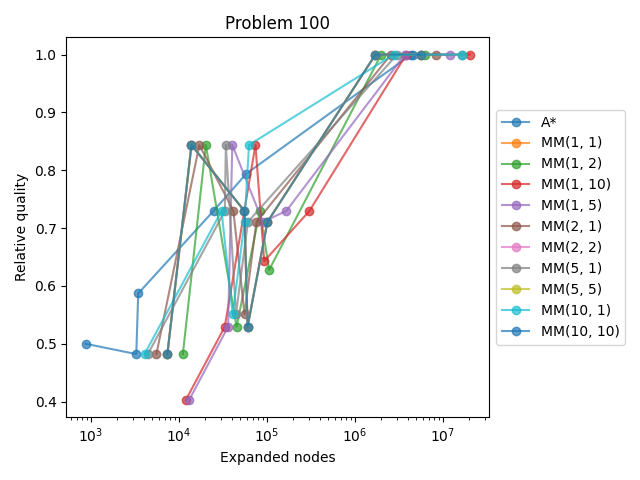 Problem 100
Relative quality
1.0
0.9
0.8
0.7
0.6
0.5
0.4
10³
10⁴
10⁵
10⁶
10⁷
Expanded nodes
A*
MM(1, 1)
MM(1, 2)
MM(1, 10)
MM(1, 5)
MM(2, 1)
MM(2, 2)
MM(5, 1)
MM(5, 5)
MM(10, 1)
MM(10, 10)